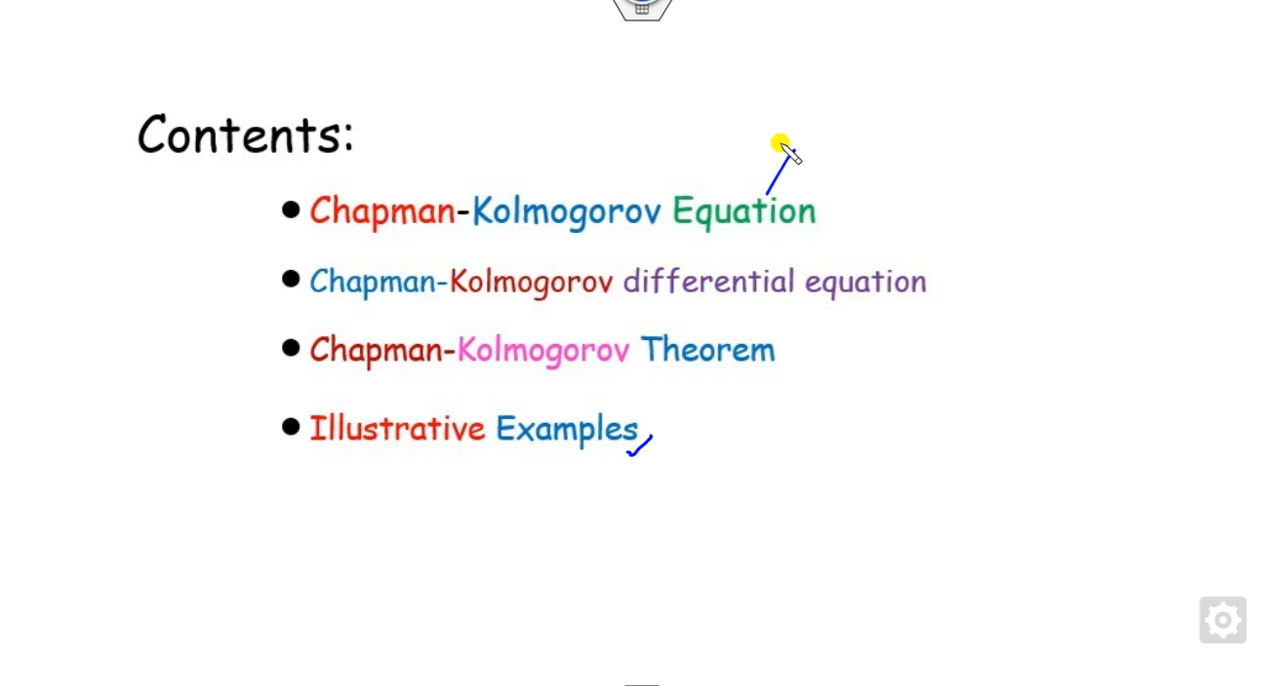 Contents:
● Chapman-Kolmogorov Equation
● Chapman-Kolmogorov differential equation
● Chapman-Kolmogorov Theorem
● Illustrative Examples